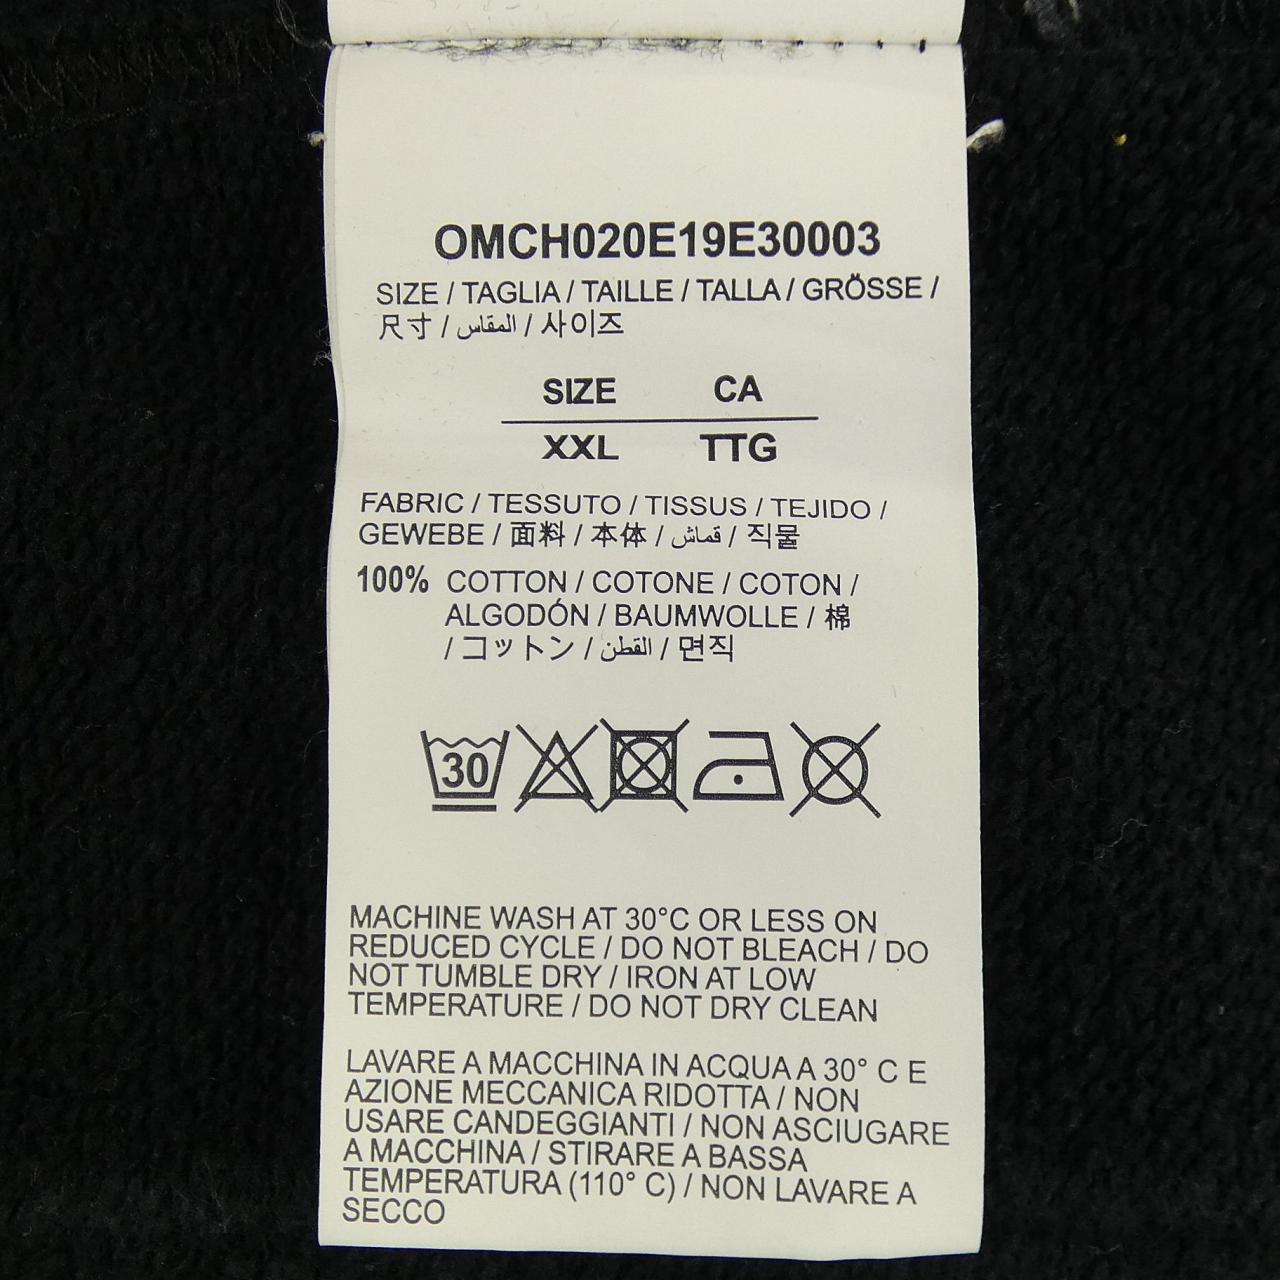 OMCH020E19E30003
SIZE / TAGLIA / TAILLE / TALLA / GRÖSSE /
尺寸 / المقاس / 사이즈
SIZE CA
XXL TTG
FABRIC / TESSUTO / TISSUS / TEJIDO /
GEWEBE / 面料 / 本体 / قماش / 직물
100% COTTON / COTONE / COTON /
ALGODÓN / BAUMWOLLE / 棉
/ コットン / القطن / 면직
30
MACHINE WASH AT 30°C OR LESS ON
REDUCED CYCLE / DO NOT BLEACH / DO
NOT TUMBLE DRY / IRON AT LOW
TEMPERATURE / DO NOT DRY CLEAN
LAVARE A MACCHINA IN ACQUA A 30° C E
AZIONE MECCANICA RIDOTTA / NON
USARE CANDEGGIANTI / NON ASCIUGARE
A MACCHINA / STIRARE A BASSA
TEMPERATURA (110° C) / NON LAVARE A
SECCO